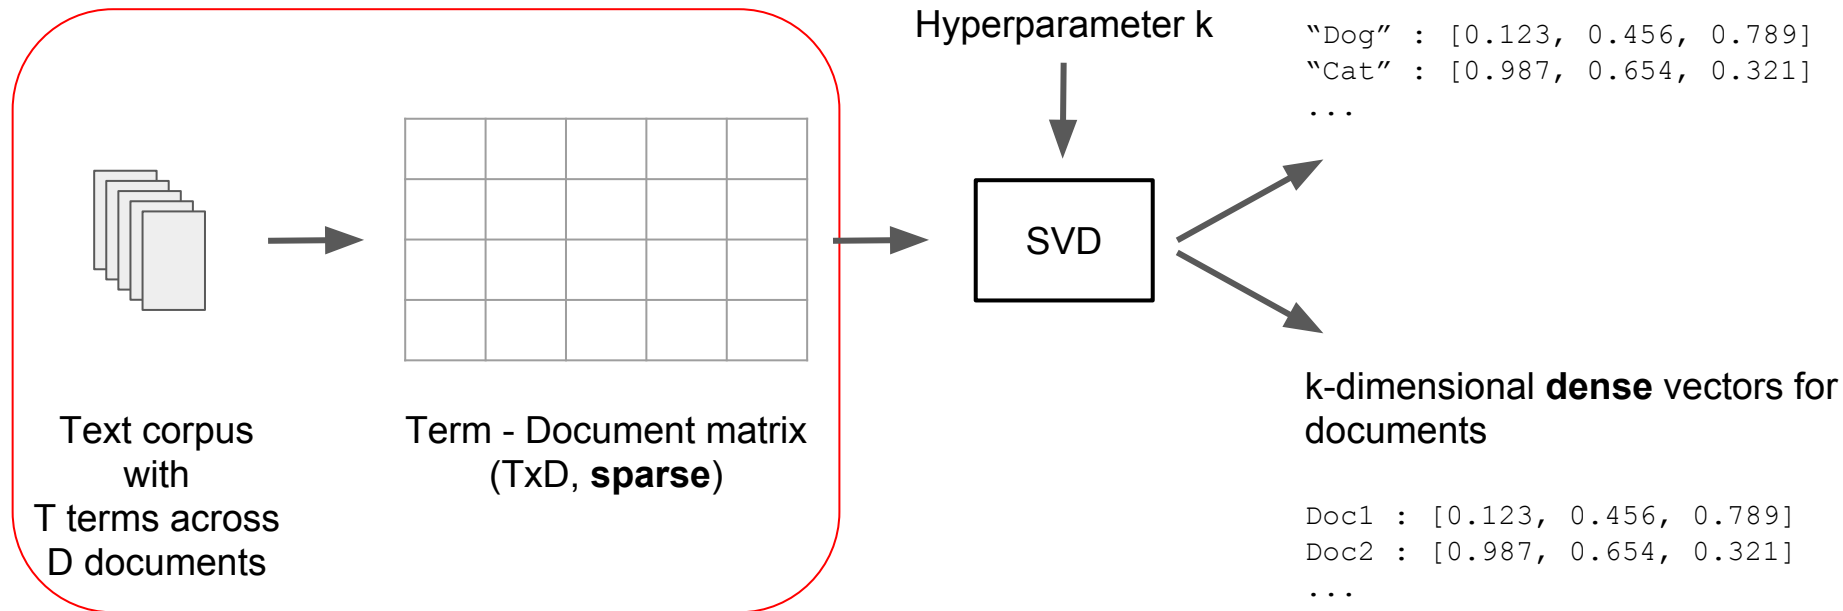 Text corpus
with
T terms across
D documents
Term - Document matrix
(TxD, sparse)
Hyperparameter k
SVD
“Dog” : [0.123, 0.456, 0.789]
“Cat” : [0.987, 0.654, 0.321]
...
k-dimensional dense vectors for
documents
Doc1 : [0.123, 0.456, 0.789]
Doc2 : [0.987, 0.654, 0.321]
...